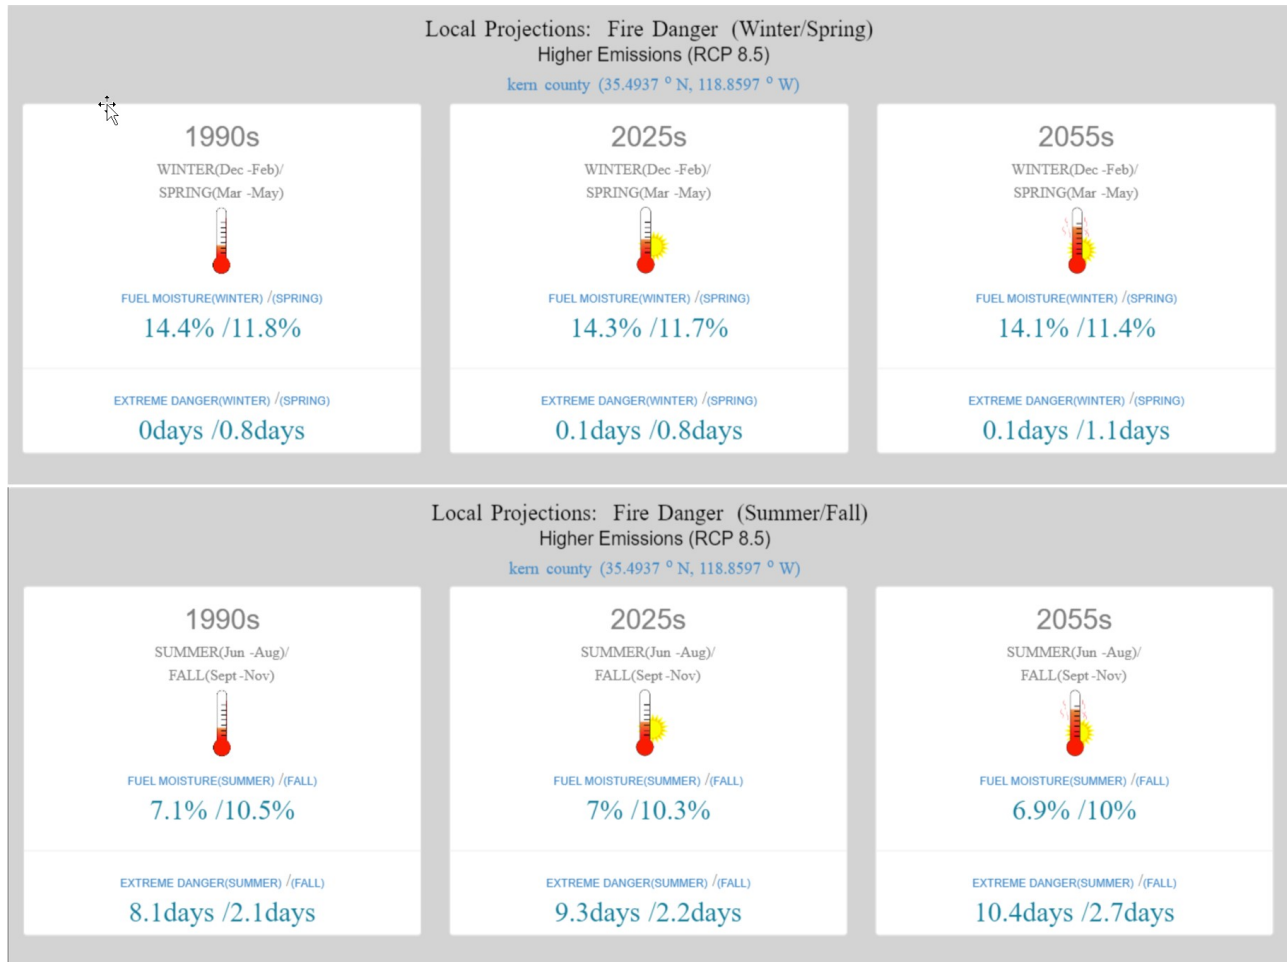 Local Projections: Fire Danger (Winter/Spring)
Higher Emissions (RCP 8.5)
kern county (35.4937 ° N, 118.8597 ° W)
1990s
WINTER(Dec -Feb)/
SPRING(Mar -May)
FUEL MOISTURE(WINTER) /(SPRING)
14.4% /11.8%
EXTREME DANGER(WINTER) /(SPRING)
0days /0.8days
2025s
WINTER(Dec -Feb)/
SPRING(Mar -May)
FUEL MOISTURE(WINTER) /(SPRING)
14.3% /11.7%
EXTREME DANGER(WINTER) /(SPRING)
0.1days /0.8days
2055s
WINTER(Dec -Feb)/
SPRING(Mar -May)
FUEL MOISTURE(WINTER) /(SPRING)
14.1% /11.4%
EXTREME DANGER(WINTER) /(SPRING)
0.1days /1.1days
Local Projections: Fire Danger (Summer/Fall)
Higher Emissions (RCP 8.5)
kern county (35.4937 ° N, 118.8597 ° W)
1990s
SUMMER(Jun -Aug)/
FALL(Sept -Nov)
FUEL MOISTURE(SUMMER) /(FALL)
7.1% /10.5%
EXTREME DANGER(SUMMER) /(FALL)
8.1days /2.1days
2025s
SUMMER(Jun -Aug)/
FALL(Sept -Nov)
FUEL MOISTURE(SUMMER) /(FALL)
7% /10.3%
EXTREME DANGER(SUMMER) /(FALL)
9.3days /2.2days
2055s
SUMMER(Jun -Aug)/
FALL(Sept -Nov)
FUEL MOISTURE(SUMMER) /(FALL)
6.9% /10%
EXTREME DANGER(SUMMER) /(FALL)
10.4days /2.7days